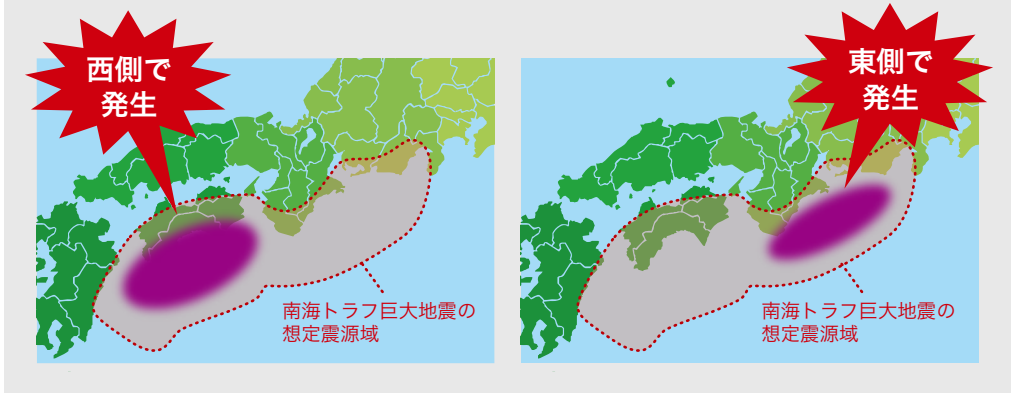 西側で
発生
南海トラフ巨大地震の
想定震源域
東側で
発生
南海トラフ巨大地震の
想定震源域